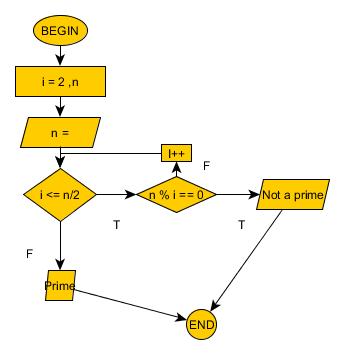 BEGIN
i = 2 ,n
n =
I++
F
i <= n/2
n % i == 0
Not a prime
T
T
F
Prime
END